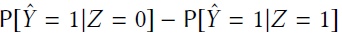 P[Ŷ = 1|Z = 0] − P[Ŷ = 1|Z = 1]